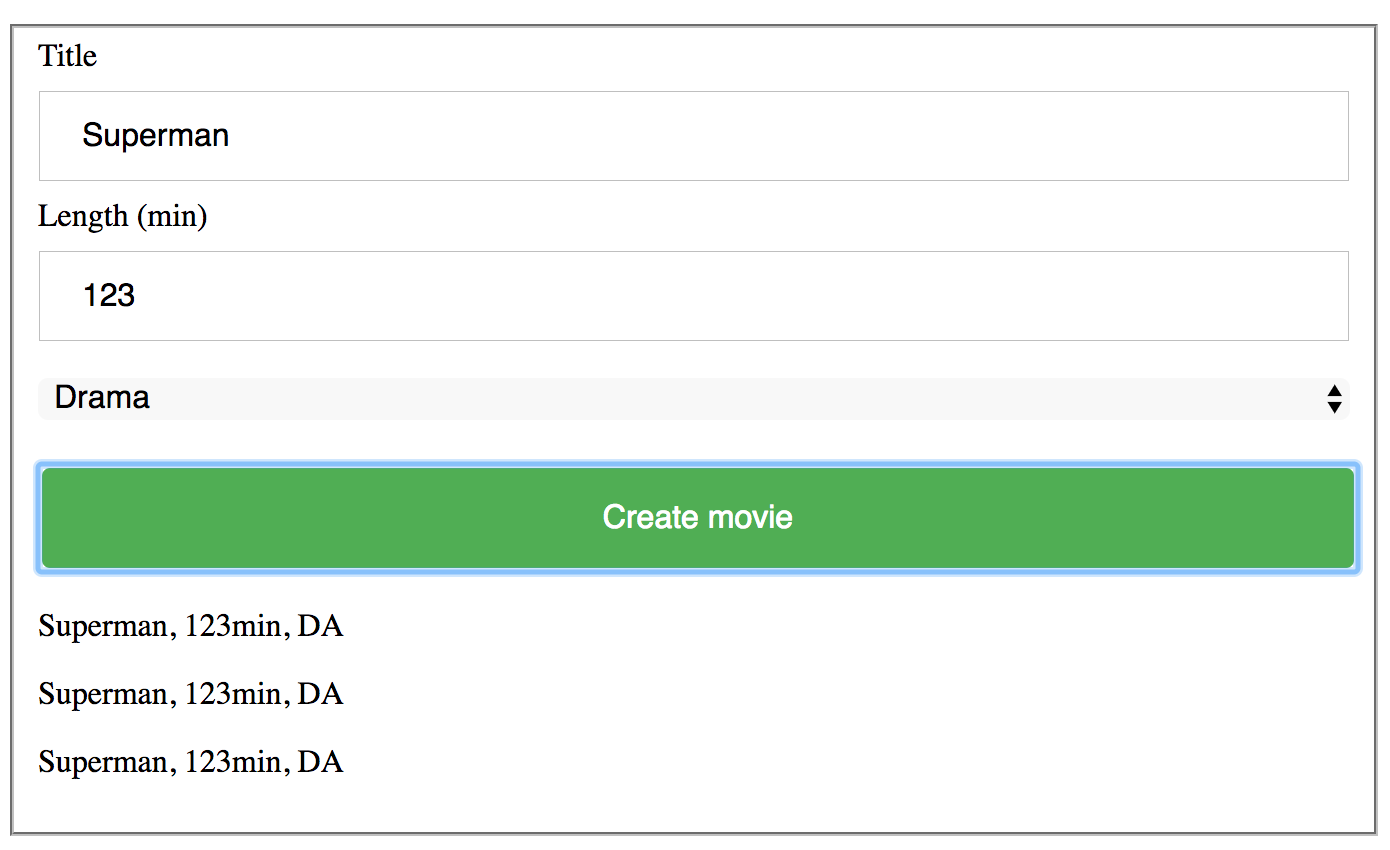 Title
Superman
Length (min)
123
Drama
Create movie
Superman, 123min, DA
Superman, 123min, DA
Superman, 123min, DA